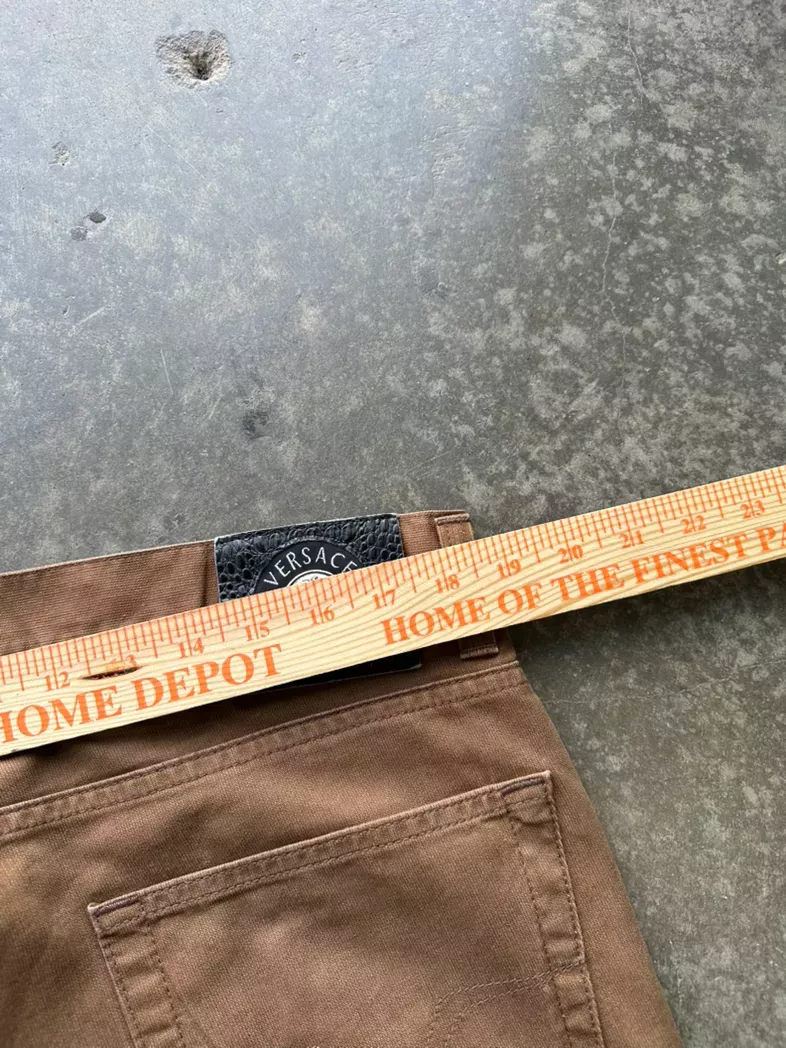 VERSACE
12 13 14 15 16 17 18 19 20 21 22 23
HOME DEPOT HOME OF THE FINEST PA